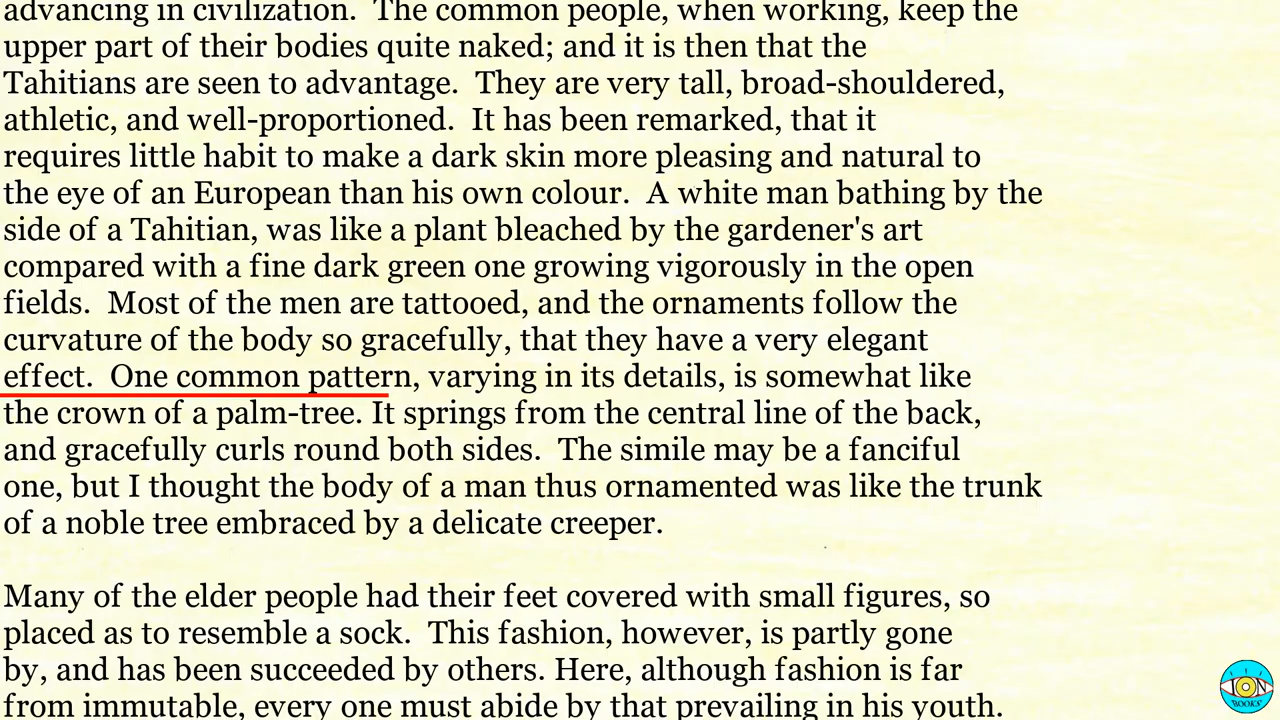 advancing in civilization.  The common people, when working, keep the
upper part of their bodies quite naked; and it is then that the
Tahitians are seen to advantage.  They are very tall, broad-shouldered,
athletic, and well-proportioned.  It has been remarked, that it
requires little habit to make a dark skin more pleasing and natural to
the eye of an European than his own colour.  A white man bathing by the
side of a Tahitian, was like a plant bleached by the gardener's art
compared with a fine dark green one growing vigorously in the open
fields.  Most of the men are tattooed, and the ornaments follow the
curvature of the body so gracefully, that they have a very elegant
effect.  One common pattern, varying in its details, is somewhat like
the crown of a palm-tree. It springs from the central line of the back,
and gracefully curls round both sides.  The simile may be a fanciful
one, but I thought the body of a man thus ornamented was like the trunk
of a noble tree embraced by a delicate creeper.
Many of the elder people had their feet covered with small figures, so
placed as to resemble a sock.  This fashion, however, is partly gone
by, and has been succeeded by others. Here, although fashion is far
from immutable, every one must abide by that prevailing in his youth.
ION
BOOKS